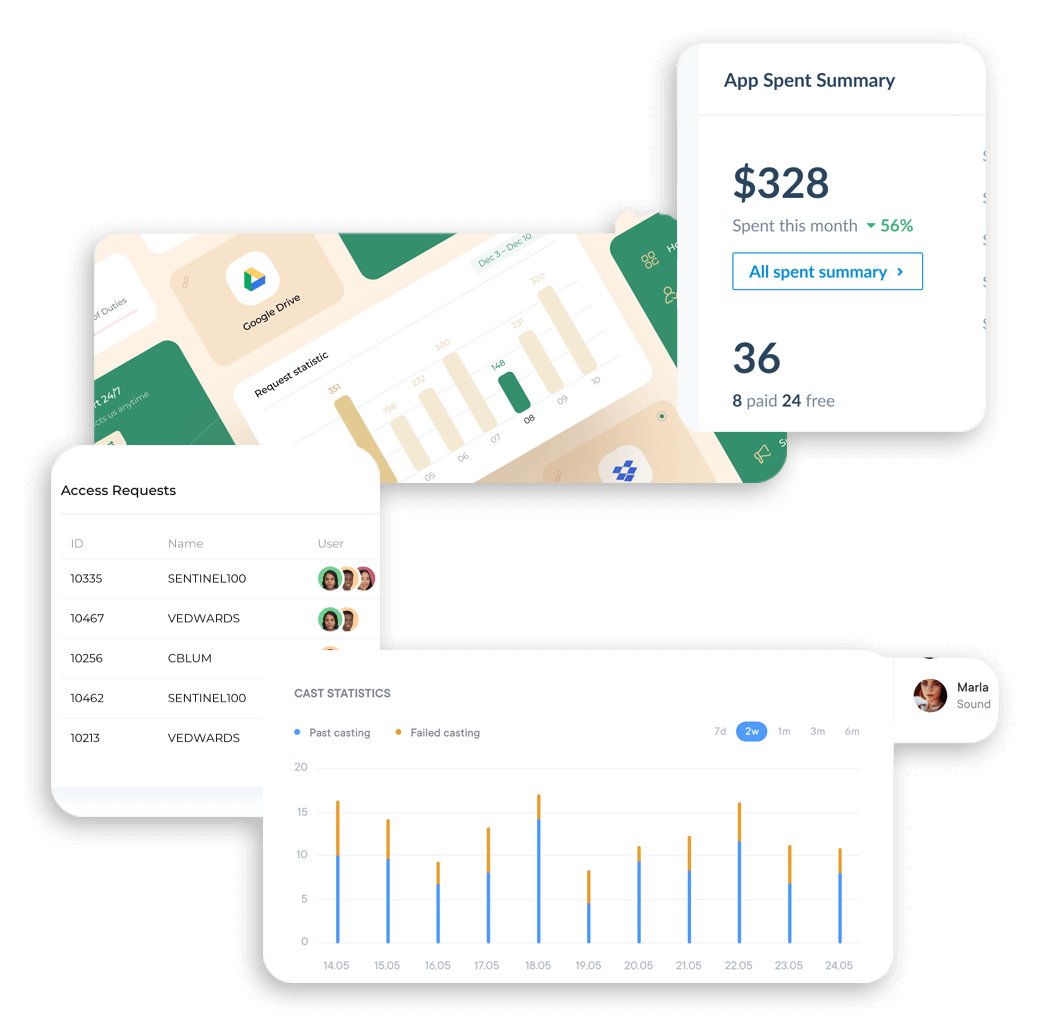 App Spent Summary
$328
Spent this month 56%
All spent summary
36
8 paid 24 free
of Duties
Google Drive
Dec 3 – Dec 10
Request statistic
351
198
232
300
148
231
320
05
06
07
08
09
10
24/7
us anytime
Access Requests
ID Name User
10335 SENTINEL100
10467 VEDWARDS
10256 CBLUM
10462 SENTINEL100
10213 VEDWARDS
Marla
Sound
CAST STATISTICS
Past casting Failed casting
7d 2w 1m 3m 6m
20
15
10
5
0
14.05 15.05 16.05 17.05 18.05 19.05 20.05 21.05 22.05 23.05 24.05